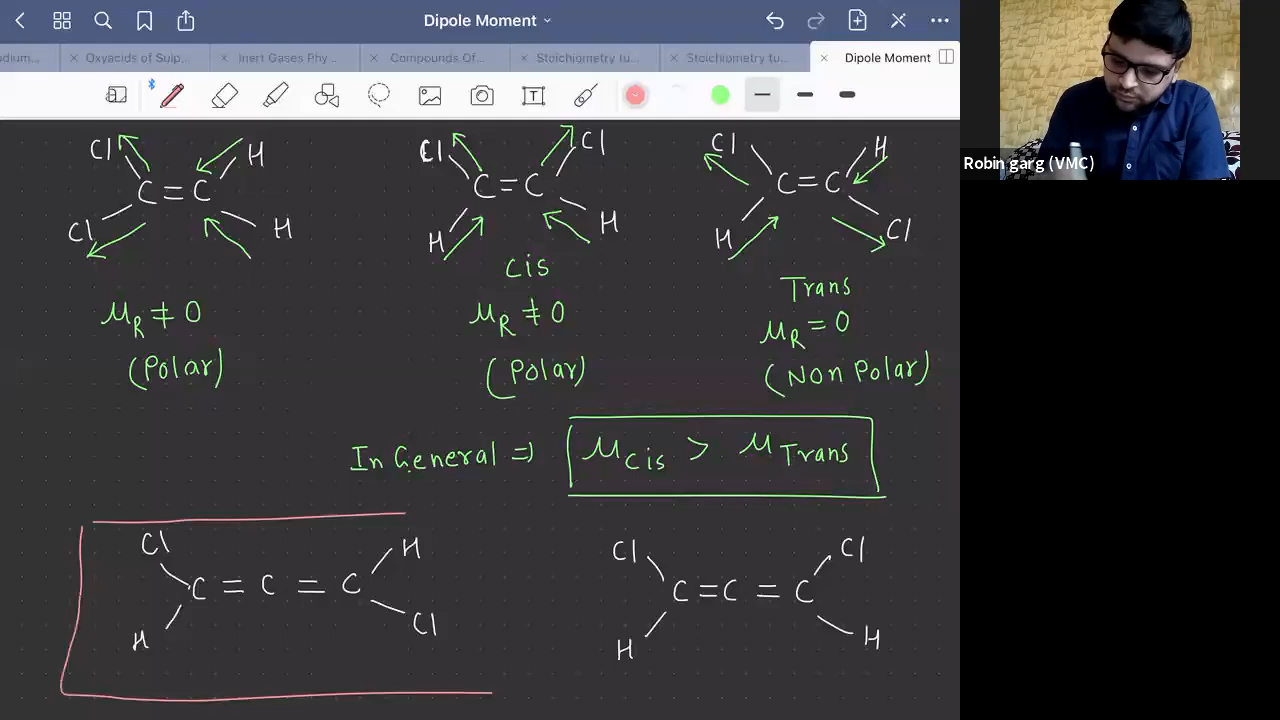 Dipole Moment
adium...
Oxyacids of Sulp...
Inert Gases Phy...
Compounds Of...
Stoichiometry tu...
Stoichiometry tu...
Dipole Moment
T
Robin garg (VMC)
Cl H
C = C
Cl H
Cl Cl
C = C
H H
Cis
Cl H
C = C
H Cl
Trans
μR ≠ 0
(Polar)
μR ≠ 0
(Polar)
μR = 0
(Non Polar)
In General ⇒ μCis > μTrans
Cl H
C = C = C
H Cl
Cl Cl
C = C = C
H H